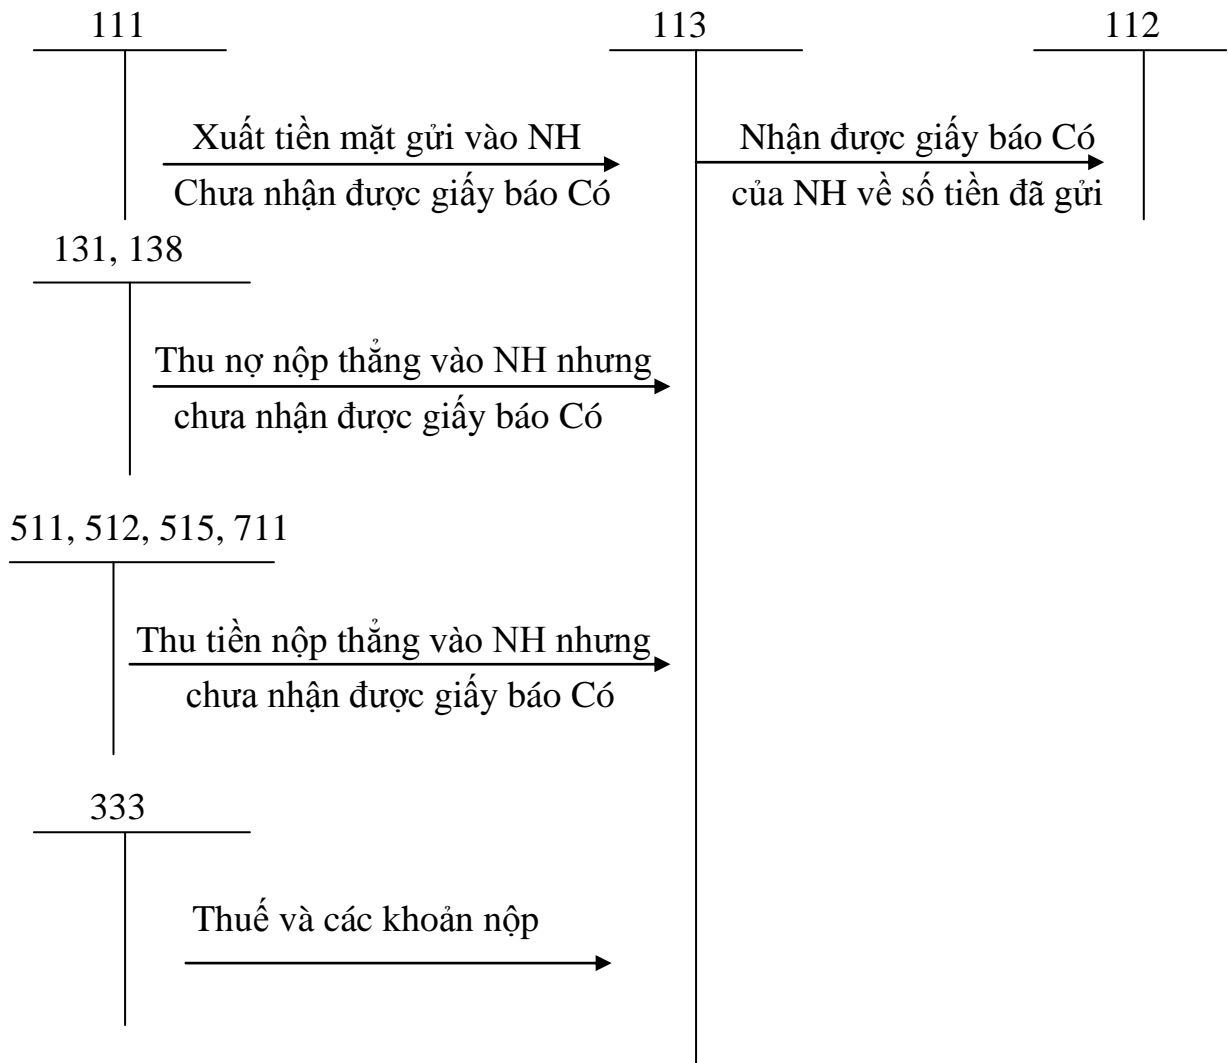 111
113
112
Xuất tiền mặt gửi vào NH
Chưa nhận được giấy báo Có
Nhận được giấy báo Có
của NH về số tiền đã gửi
131, 138
Thu nợ nộp thẳng vào NH nhưng
chưa nhận được giấy báo Có
511, 512, 515, 711
Thu tiền nộp thẳng vào NH nhưng
chưa nhận được giấy báo Có
333
Thuế và các khoản nộp